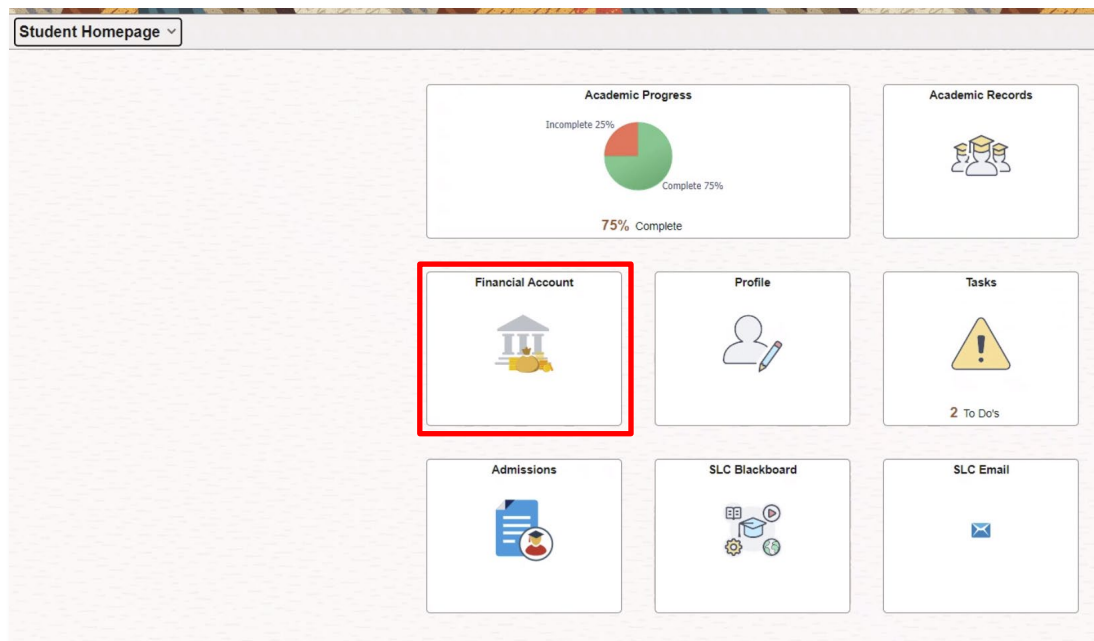 Student Homepage
Academic Progress
Incomplete 25%
Complete 75%
75% Complete
Academic Records
Financial Account
Profile
Tasks
2 To Do's
Admissions
SLC Blackboard
SLC Email